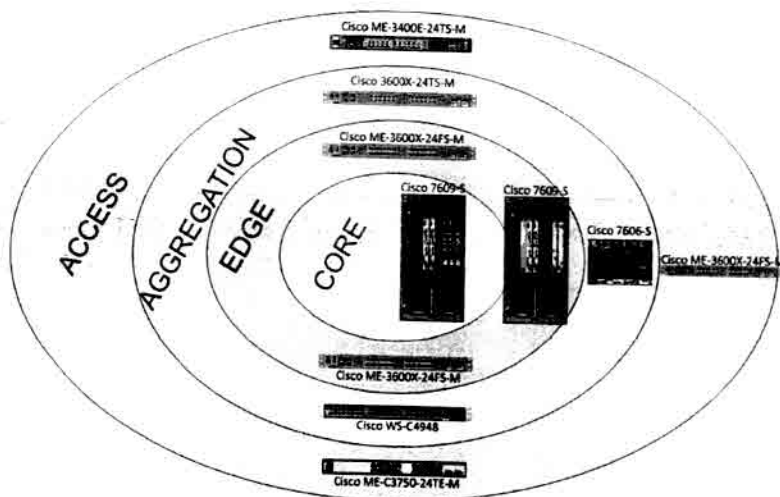 Cisco ME-3400E-24TS-M
Cisco 3600X-24TS-M
Cisco ME-3600X-24FS-M
ACCESS
AGGREGATION
EDGE
CORE
Cisco 7609-S
Cisco 7609-S
Cisco 7606-S
Cisco ME-3600X-24FS-
Cisco ME-3600X-24FS-M
Cisco WS-C4948
Cisco ME-C3750-24TE-M